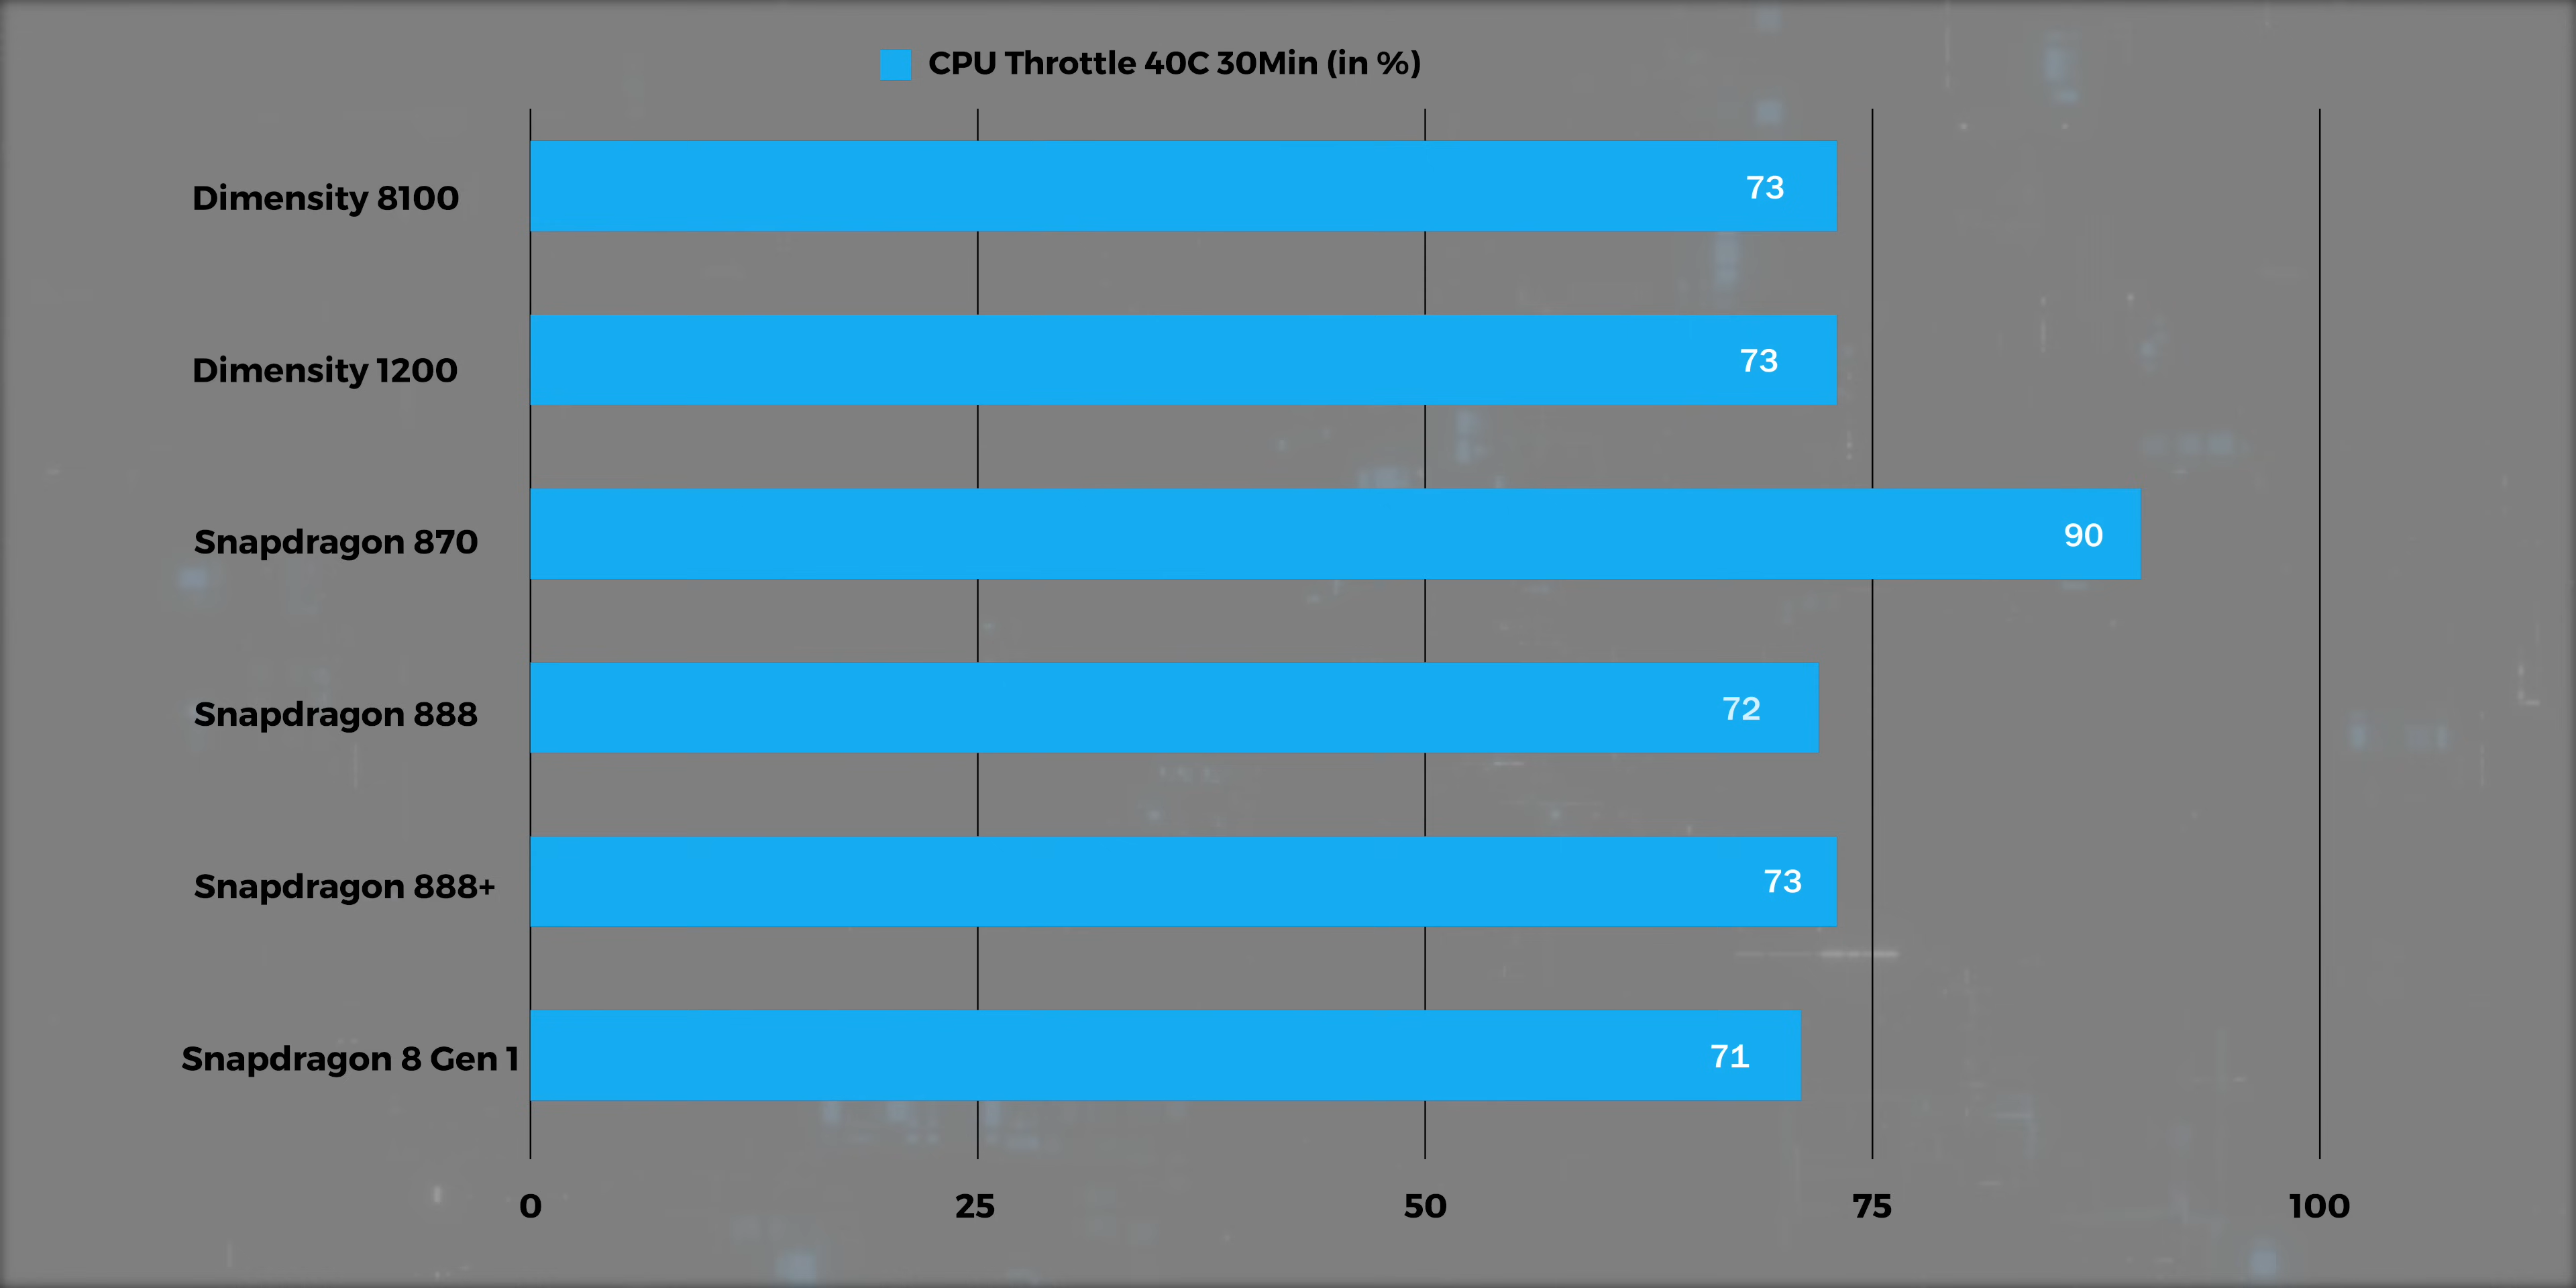 CPU Throttle 40C 30Min (in %)
Dimensity 8100 73
Dimensity 1200 73
Snapdragon 870 90
Snapdragon 888 72
Snapdragon 888+ 73
Snapdragon 8 Gen 1 71
0 25 50 75 100